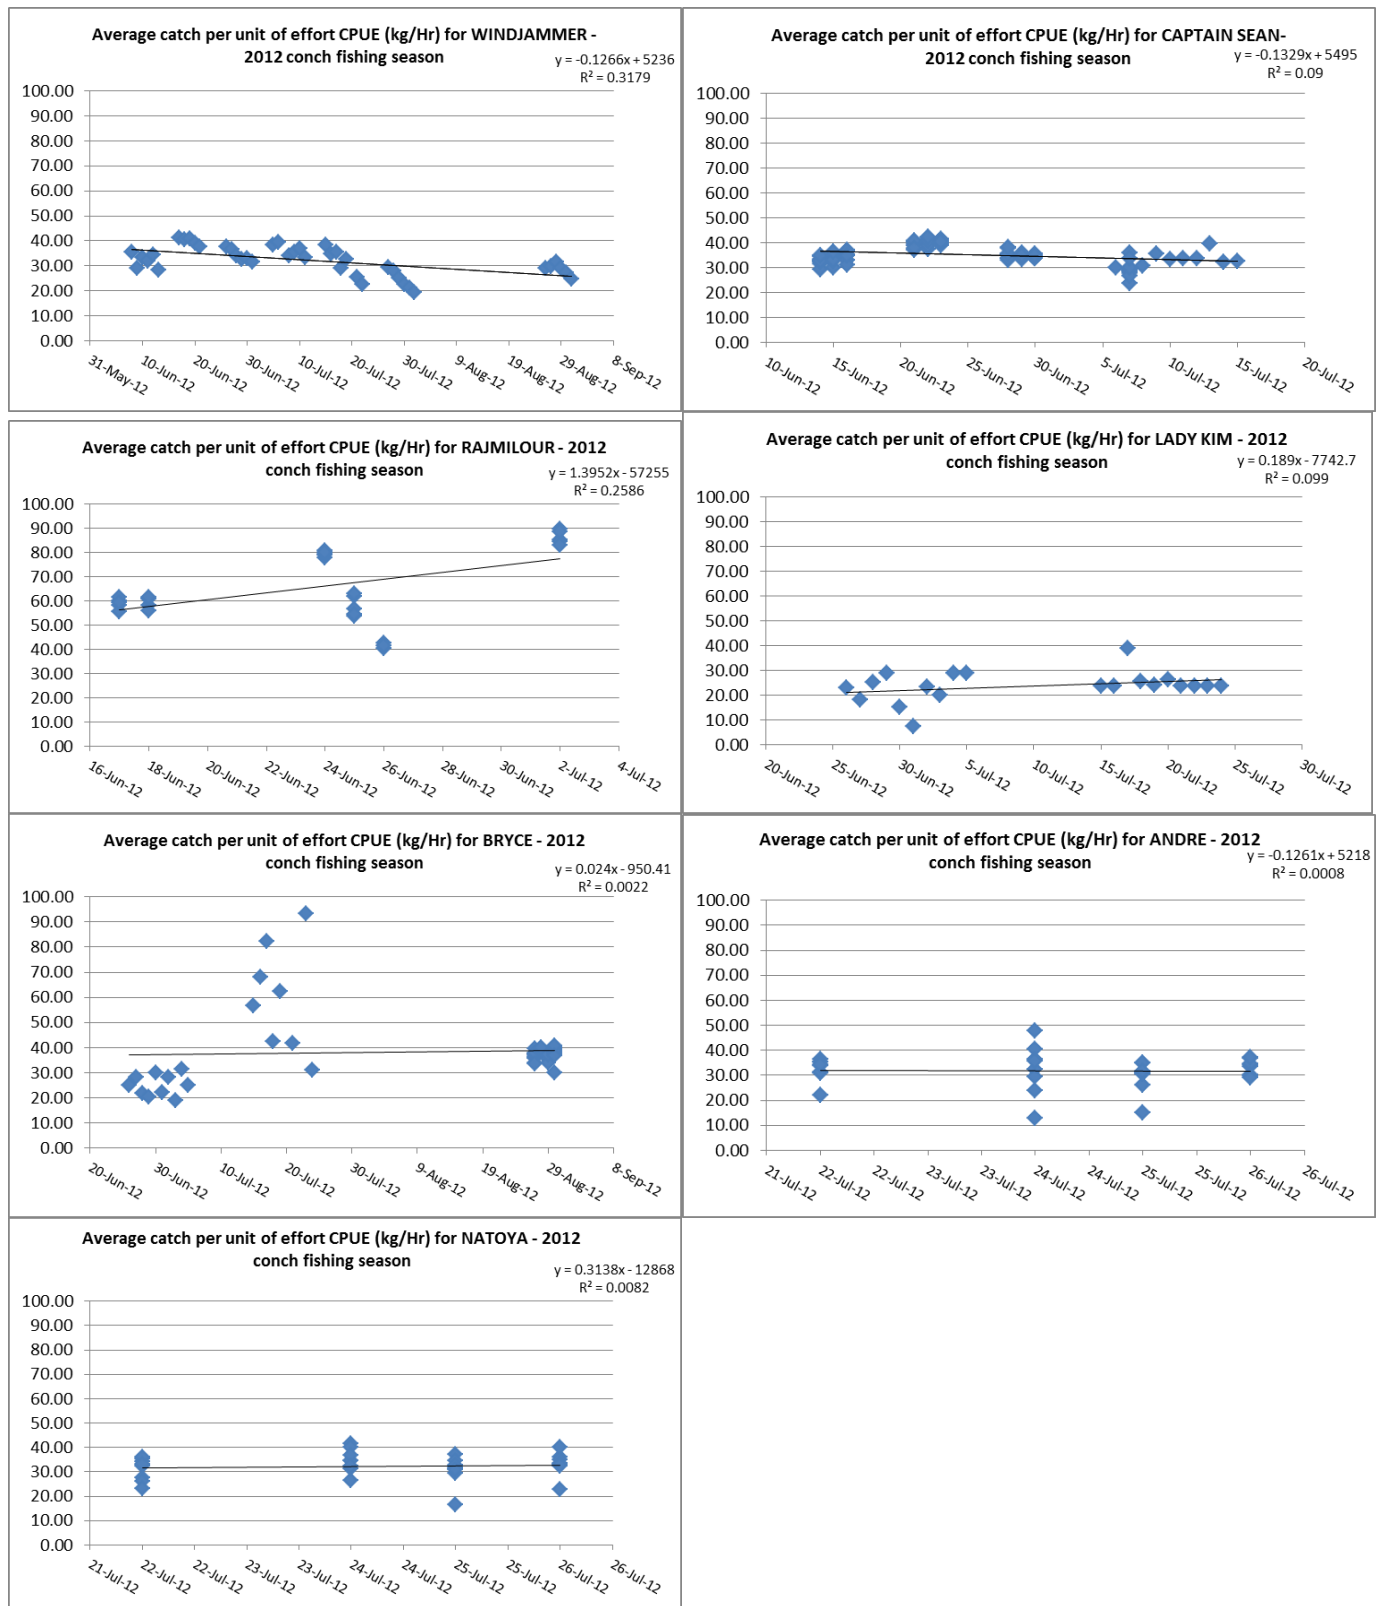 Average catch per unit of effort CPUE (kg/Hr) for WINDJAMMER -
2012 conch fishing season
y = -0.1266x + 5236
R² = 0.3179
100.00
90.00
80.00
70.00
60.00
50.00
40.00
30.00
20.00
10.00
0.00
31-May-12
10-Jun-12
20-Jun-12
30-Jun-12
10-Jul-12
20-Jul-12
30-Jul-12
9-Aug-12
19-Aug-12
29-Aug-12
8-Sep-12
Average catch per unit of effort CPUE (kg/Hr) for CAPTAIN SEAN-
2012 conch fishing season
y = -0.1329x + 5495
R² = 0.09
100.00
90.00
80.00
70.00
60.00
50.00
40.00
30.00
20.00
10.00
0.00
10-Jun-12
15-Jun-12
20-Jun-12
25-Jun-12
30-Jun-12
5-Jul-12
10-Jul-12
15-Jul-12
20-Jul-12
Average catch per unit of effort CPUE (kg/Hr) for RAJMILOUR - 2012
conch fishing season
y = 1.3952x - 57255
R² = 0.2586
100.00
90.00
80.00
70.00
60.00
50.00
40.00
30.00
20.00
10.00
0.00
16-Jun-12
18-Jun-12
20-Jun-12
22-Jun-12
24-Jun-12
26-Jun-12
28-Jun-12
30-Jun-12
2-Jul-12
4-Jul-12
Average catch per unit of effort CPUE (kg/Hr) for LADY KIM - 2012
conch fishing season
y = 0.189x - 7742.7
R² = 0.099
100.00
90.00
80.00
70.00
60.00
50.00
40.00
30.00
20.00
10.00
0.00
20-Jun-12
25-Jun-12
30-Jun-12
5-Jul-12
10-Jul-12
15-Jul-12
20-Jul-12
25-Jul-12
30-Jul-12
Average catch per unit of effort CPUE (kg/Hr) for BRYCE - 2012
conch fishing season
y = 0.024x - 950.41
R² = 0.0022
100.00
90.00
80.00
70.00
60.00
50.00
40.00
30.00
20.00
10.00
0.00
20-Jun-12
30-Jun-12
10-Jul-12
20-Jul-12
30-Jul-12
9-Aug-12
19-Aug-12
29-Aug-12
8-Sep-12
Average catch per unit of effort CPUE (kg/Hr) for ANDRE - 2012
conch fishing season
y = -0.1261x + 5218
R² = 0.0008
100.00
90.00
80.00
70.00
60.00
50.00
40.00
30.00
20.00
10.00
0.00
21-Jul-12
22-Jul-12
22-Jul-12
23-Jul-12
23-Jul-12
24-Jul-12
24-Jul-12
25-Jul-12
25-Jul-12
26-Jul-12
26-Jul-12
Average catch per unit of effort CPUE (kg/Hr) for NATOYA - 2012
conch fishing season
y = 0.3138x - 12868
R² = 0.0082
100.00
90.00
80.00
70.00
60.00
50.00
40.00
30.00
20.00
10.00
0.00
21-Jul-12
22-Jul-12
22-Jul-12
23-Jul-12
23-Jul-12
24-Jul-12
24-Jul-12
25-Jul-12
25-Jul-12
26-Jul-12
26-Jul-12